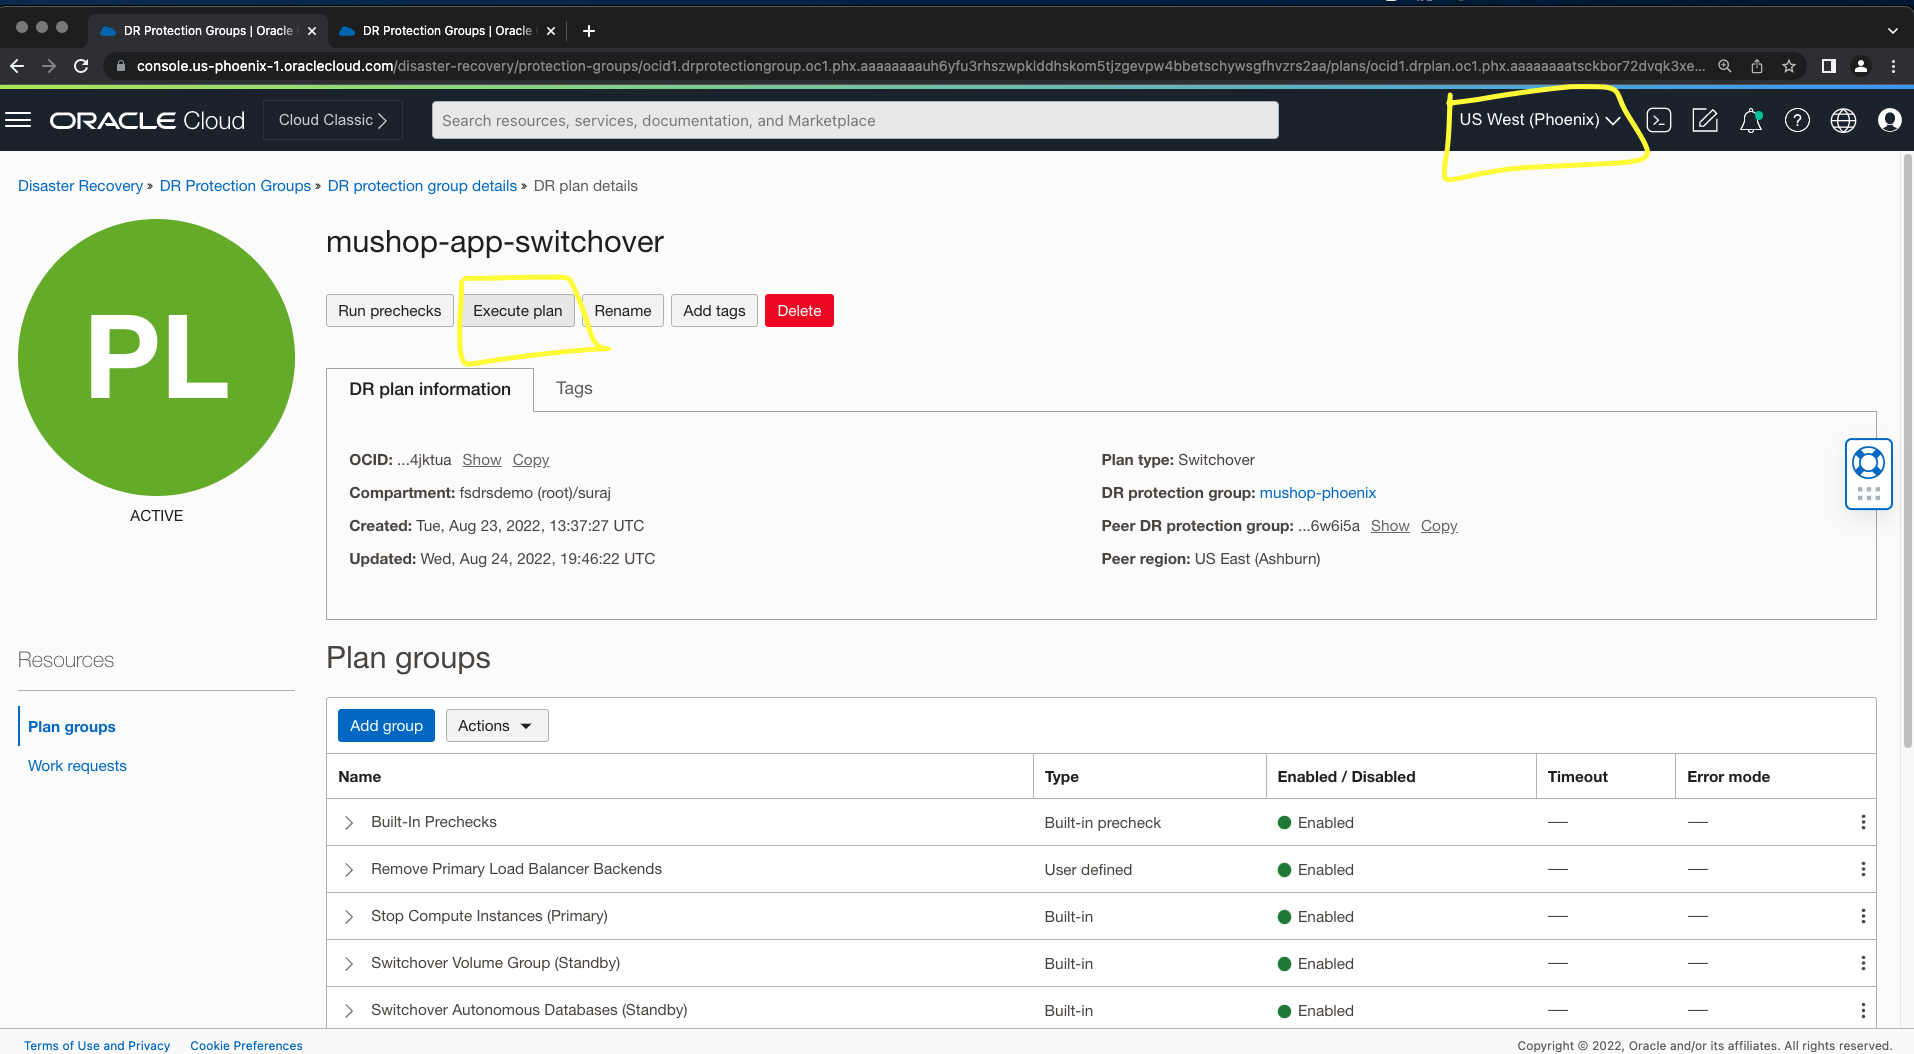 DR Protection Groups | Oracle
DR Protection Groups | Oracle
console.us-phoenix-1.oraclecloud.com/disaster-recovery/protection-groups/ocid1.drprotectiongroup.oc1.phx.aaaaaaaauh6yfu3rhszwpklddhskom5tjzgevpw4bbetschywsgfhvzrs2aa/plans/ocid1.drplan.oc1.phx.aaaaaaaatsckbor72dvqk3xe...
ORACLE Cloud
Cloud Classic
Search resources, services, documentation, and Marketplace
US West (Phoenix)
Disaster Recovery » DR Protection Groups » DR protection group details » DR plan details
PL
ACTIVE
mushop-app-switchover
Run prechecks Execute plan Rename Add tags Delete
DR plan information Tags
OCID: ...4jktua Show Copy
Compartment: fsdrsdemo (root)/suraj
Created: Tue, Aug 23, 2022, 13:37:27 UTC
Updated: Wed, Aug 24, 2022, 19:46:22 UTC
Plan type: Switchover
DR protection group: mushop-phoenix
Peer DR protection group: ...6w6i5a Show Copy
Peer region: US East (Ashburn)
Resources
Plan groups
Work requests
Plan groups
Add group Actions
Name Type Enabled / Disabled Timeout Error mode
Built-In Prechecks Built-in precheck Enabled — —
Remove Primary Load Balancer Backends User defined Enabled — —
Stop Compute Instances (Primary) Built-in Enabled — —
Switchover Volume Group (Standby) Built-in Enabled — —
Switchover Autonomous Databases (Standby) Built-in Enabled — —
Terms of Use and Privacy Cookie Preferences
Copyright © 2022, Oracle and/or its affiliates. All rights reserved.